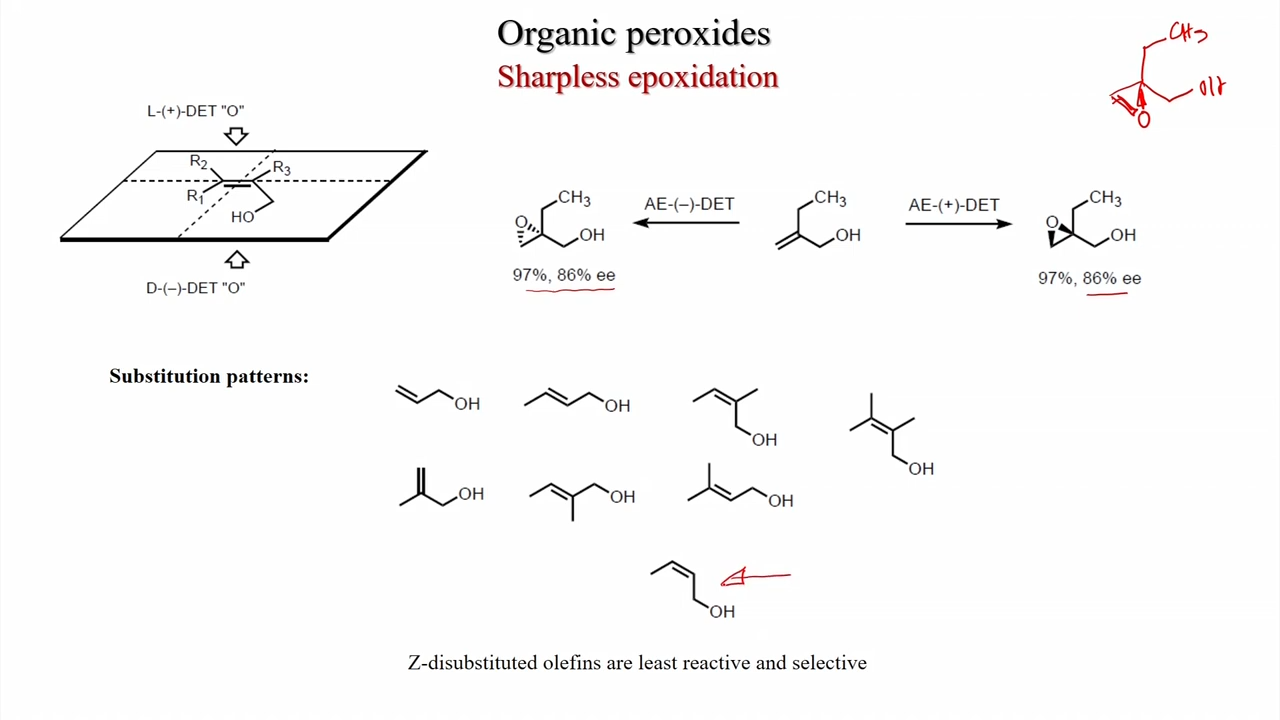 Organic peroxides
Sharpless epoxidation
CH3
OH
O
L-(+)-DET "O"
R2
R3
R1
HO
D-(–)-DET "O"
CH3
O
OH
97%, 86% ee
AE-(–)-DET
CH3
OH
AE-(+)-DET
CH3
O
OH
97%, 86% ee
Substitution patterns:
OH
OH
OH
OH
OH
OH
OH
OH
Z-disubstituted olefins are least reactive and selective